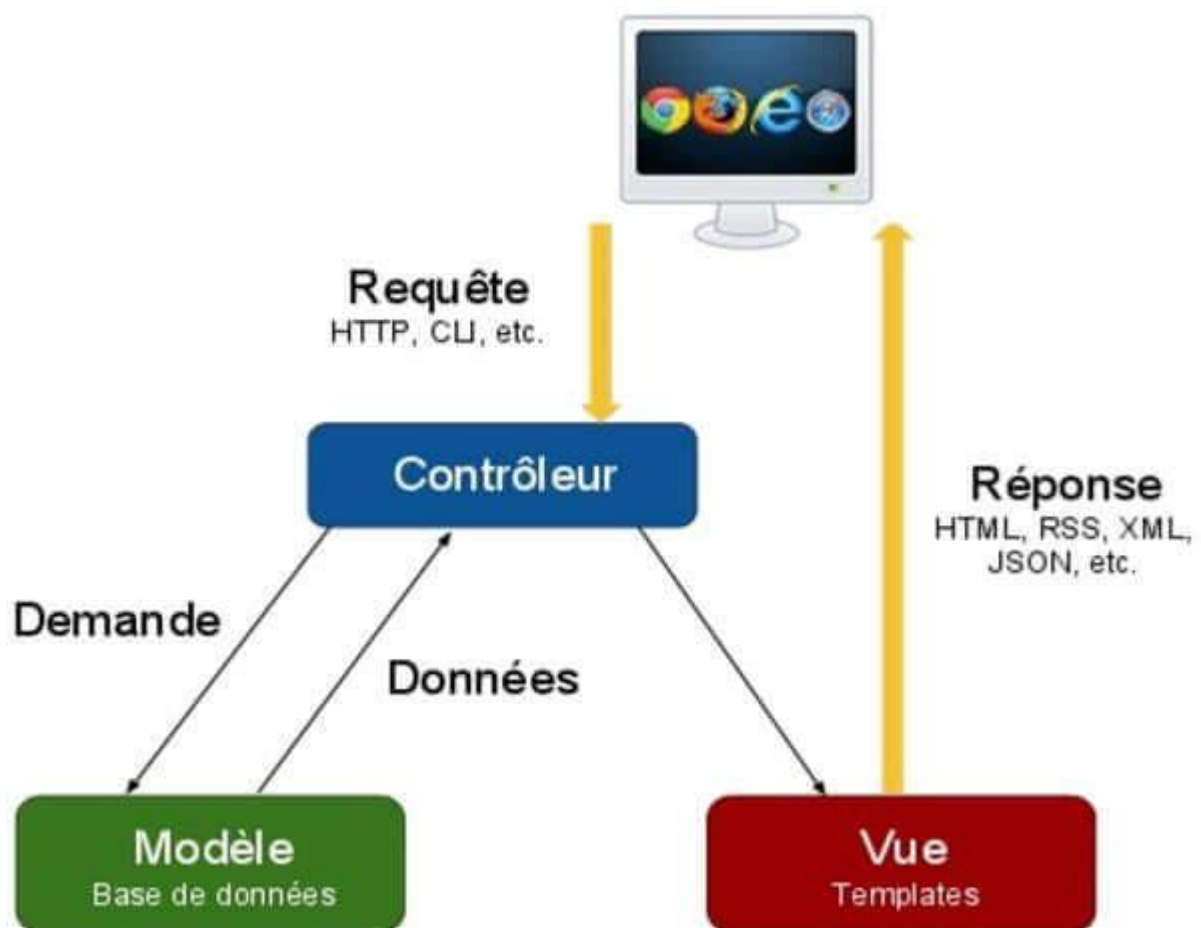 Requête
HTTP, CLI, etc.
Contrôleur
Réponse
HTML, RSS, XML,
JSON, etc.
Demande
Données
Modèle
Base de données
Vue
Templates